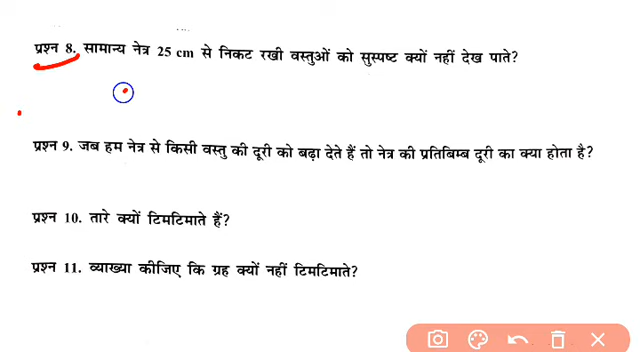 प्रश्न 8. सामान्य नेत्र 25 cm से निकट रखी वस्तुओं को सुस्पष्ट क्यों नहीं देख पाते?
प्रश्न 9. जब हम नेत्र से किसी वस्तु की दूरी को बढ़ा देते हैं तो नेत्र की प्रतिबिम्ब दूरी का क्या होता है?
प्रश्न 10. तारे क्यों टिमटिमाते हैं?
प्रश्न 11. व्याख्या कीजिए कि ग्रह क्यों नहीं टिमटिमाते?